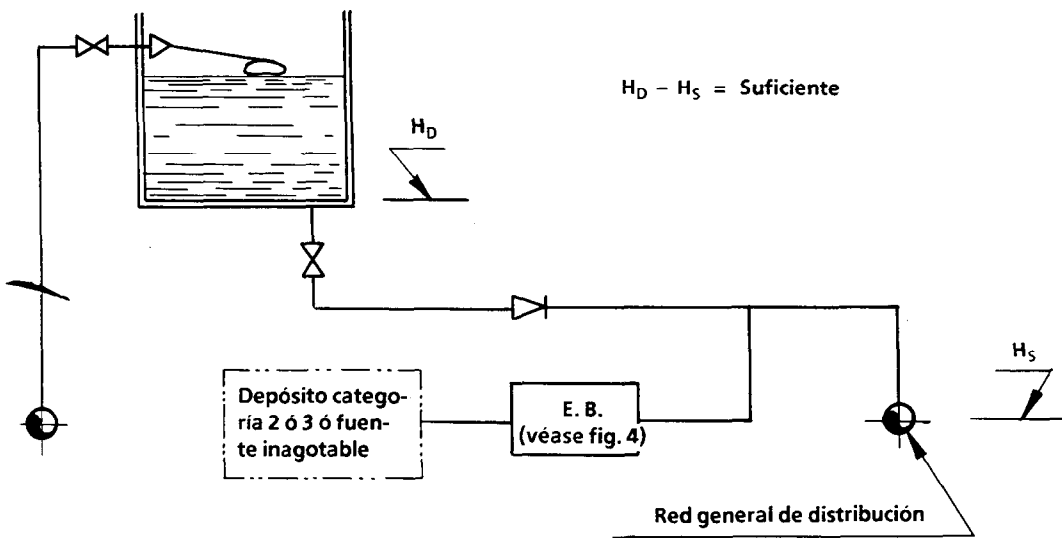 H_D – H_S = Suficiente
H_D
H_S
Depósito catego-
ría 2 ó 3 ó fuen-
te inagotable
E. B.
(véase fig. 4)
Red general de distribución